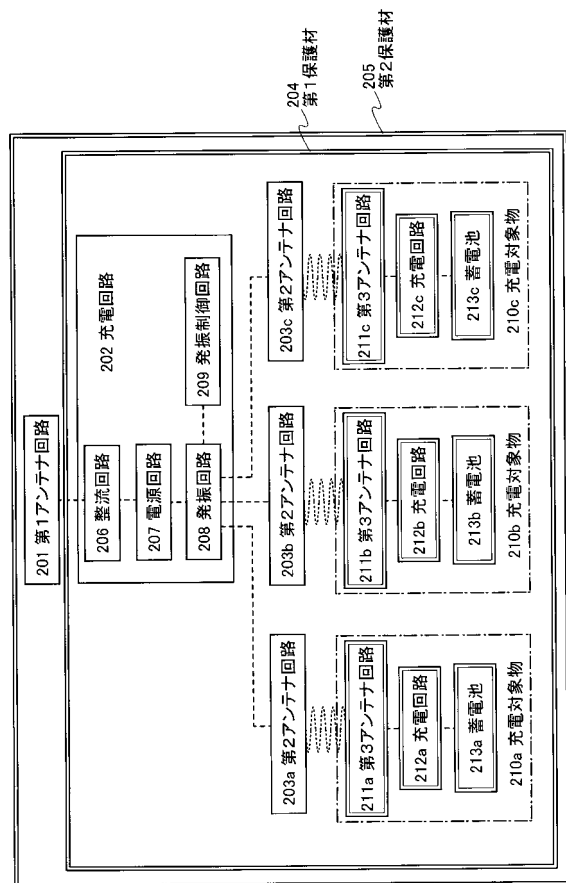 201 第1アンテナ回路
202 充電回路
206 整流回路
207 電源回路
208 発振回路
209 発振制御回路
204
第1保護材
205
第2保護材
203a 第2アンテナ回路
203b 第2アンテナ回路
203c 第2アンテナ回路
211a 第3アンテナ回路
212a 充電回路
213a 蓄電池
210a 充電対象物
211b 第3アンテナ回路
212b 充電回路
213b 蓄電池
210b 充電対象物
211c 第3アンテナ回路
212c 充電回路
213c 蓄電池
210c 充電対象物